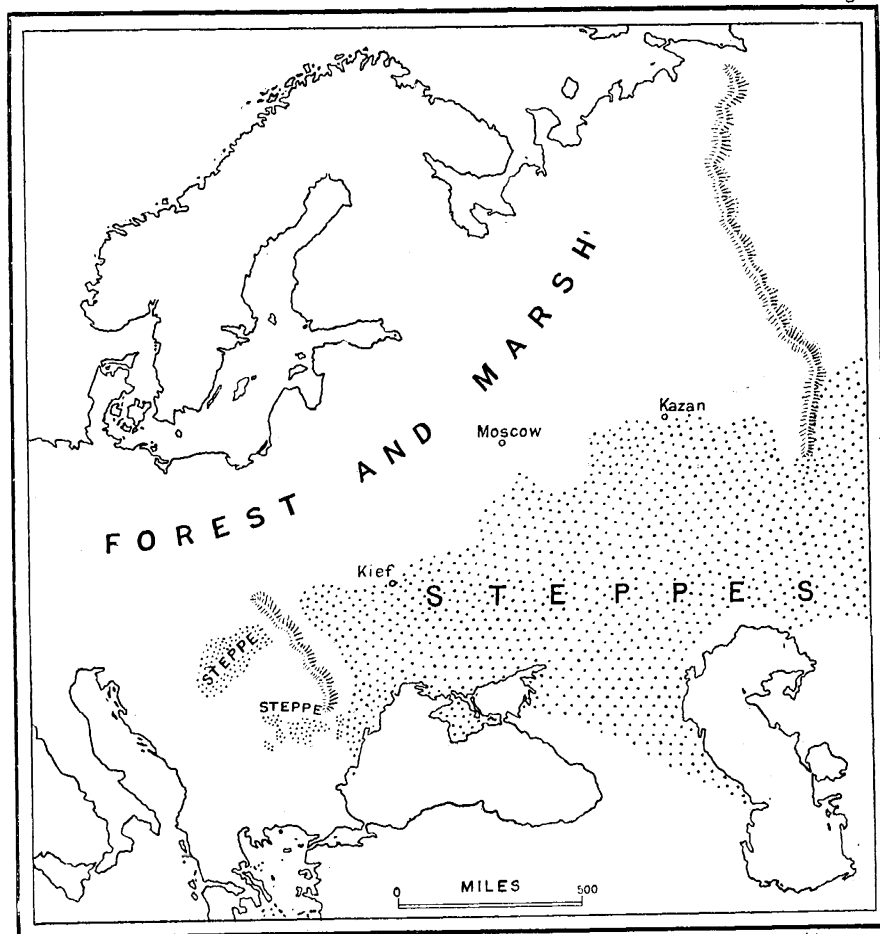 FOREST AND MARSH
Kazan
Moscow
Kief
STEPPES
STEPPE
STEPPE
0 MILES 500